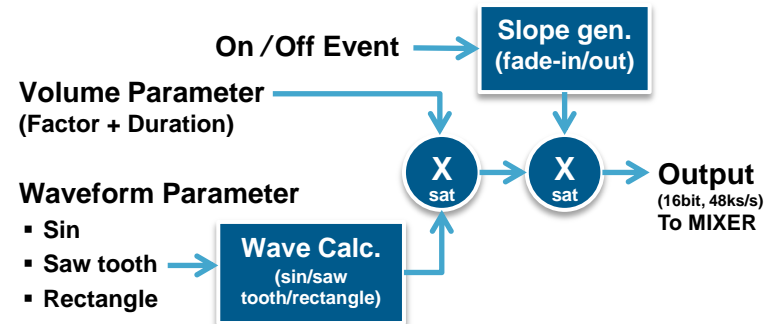 Slope gen.
(fade-in/out)
On /Off Event
Volume Parameter
(Factor + Duration)
X
sat
X
sat
Output
(16bit, 48ks/s)
To MIXER
Waveform Parameter
▪ Sin
▪ Saw tooth
▪ Rectangle
Wave Calc.
(sin/saw
tooth/rectangle)